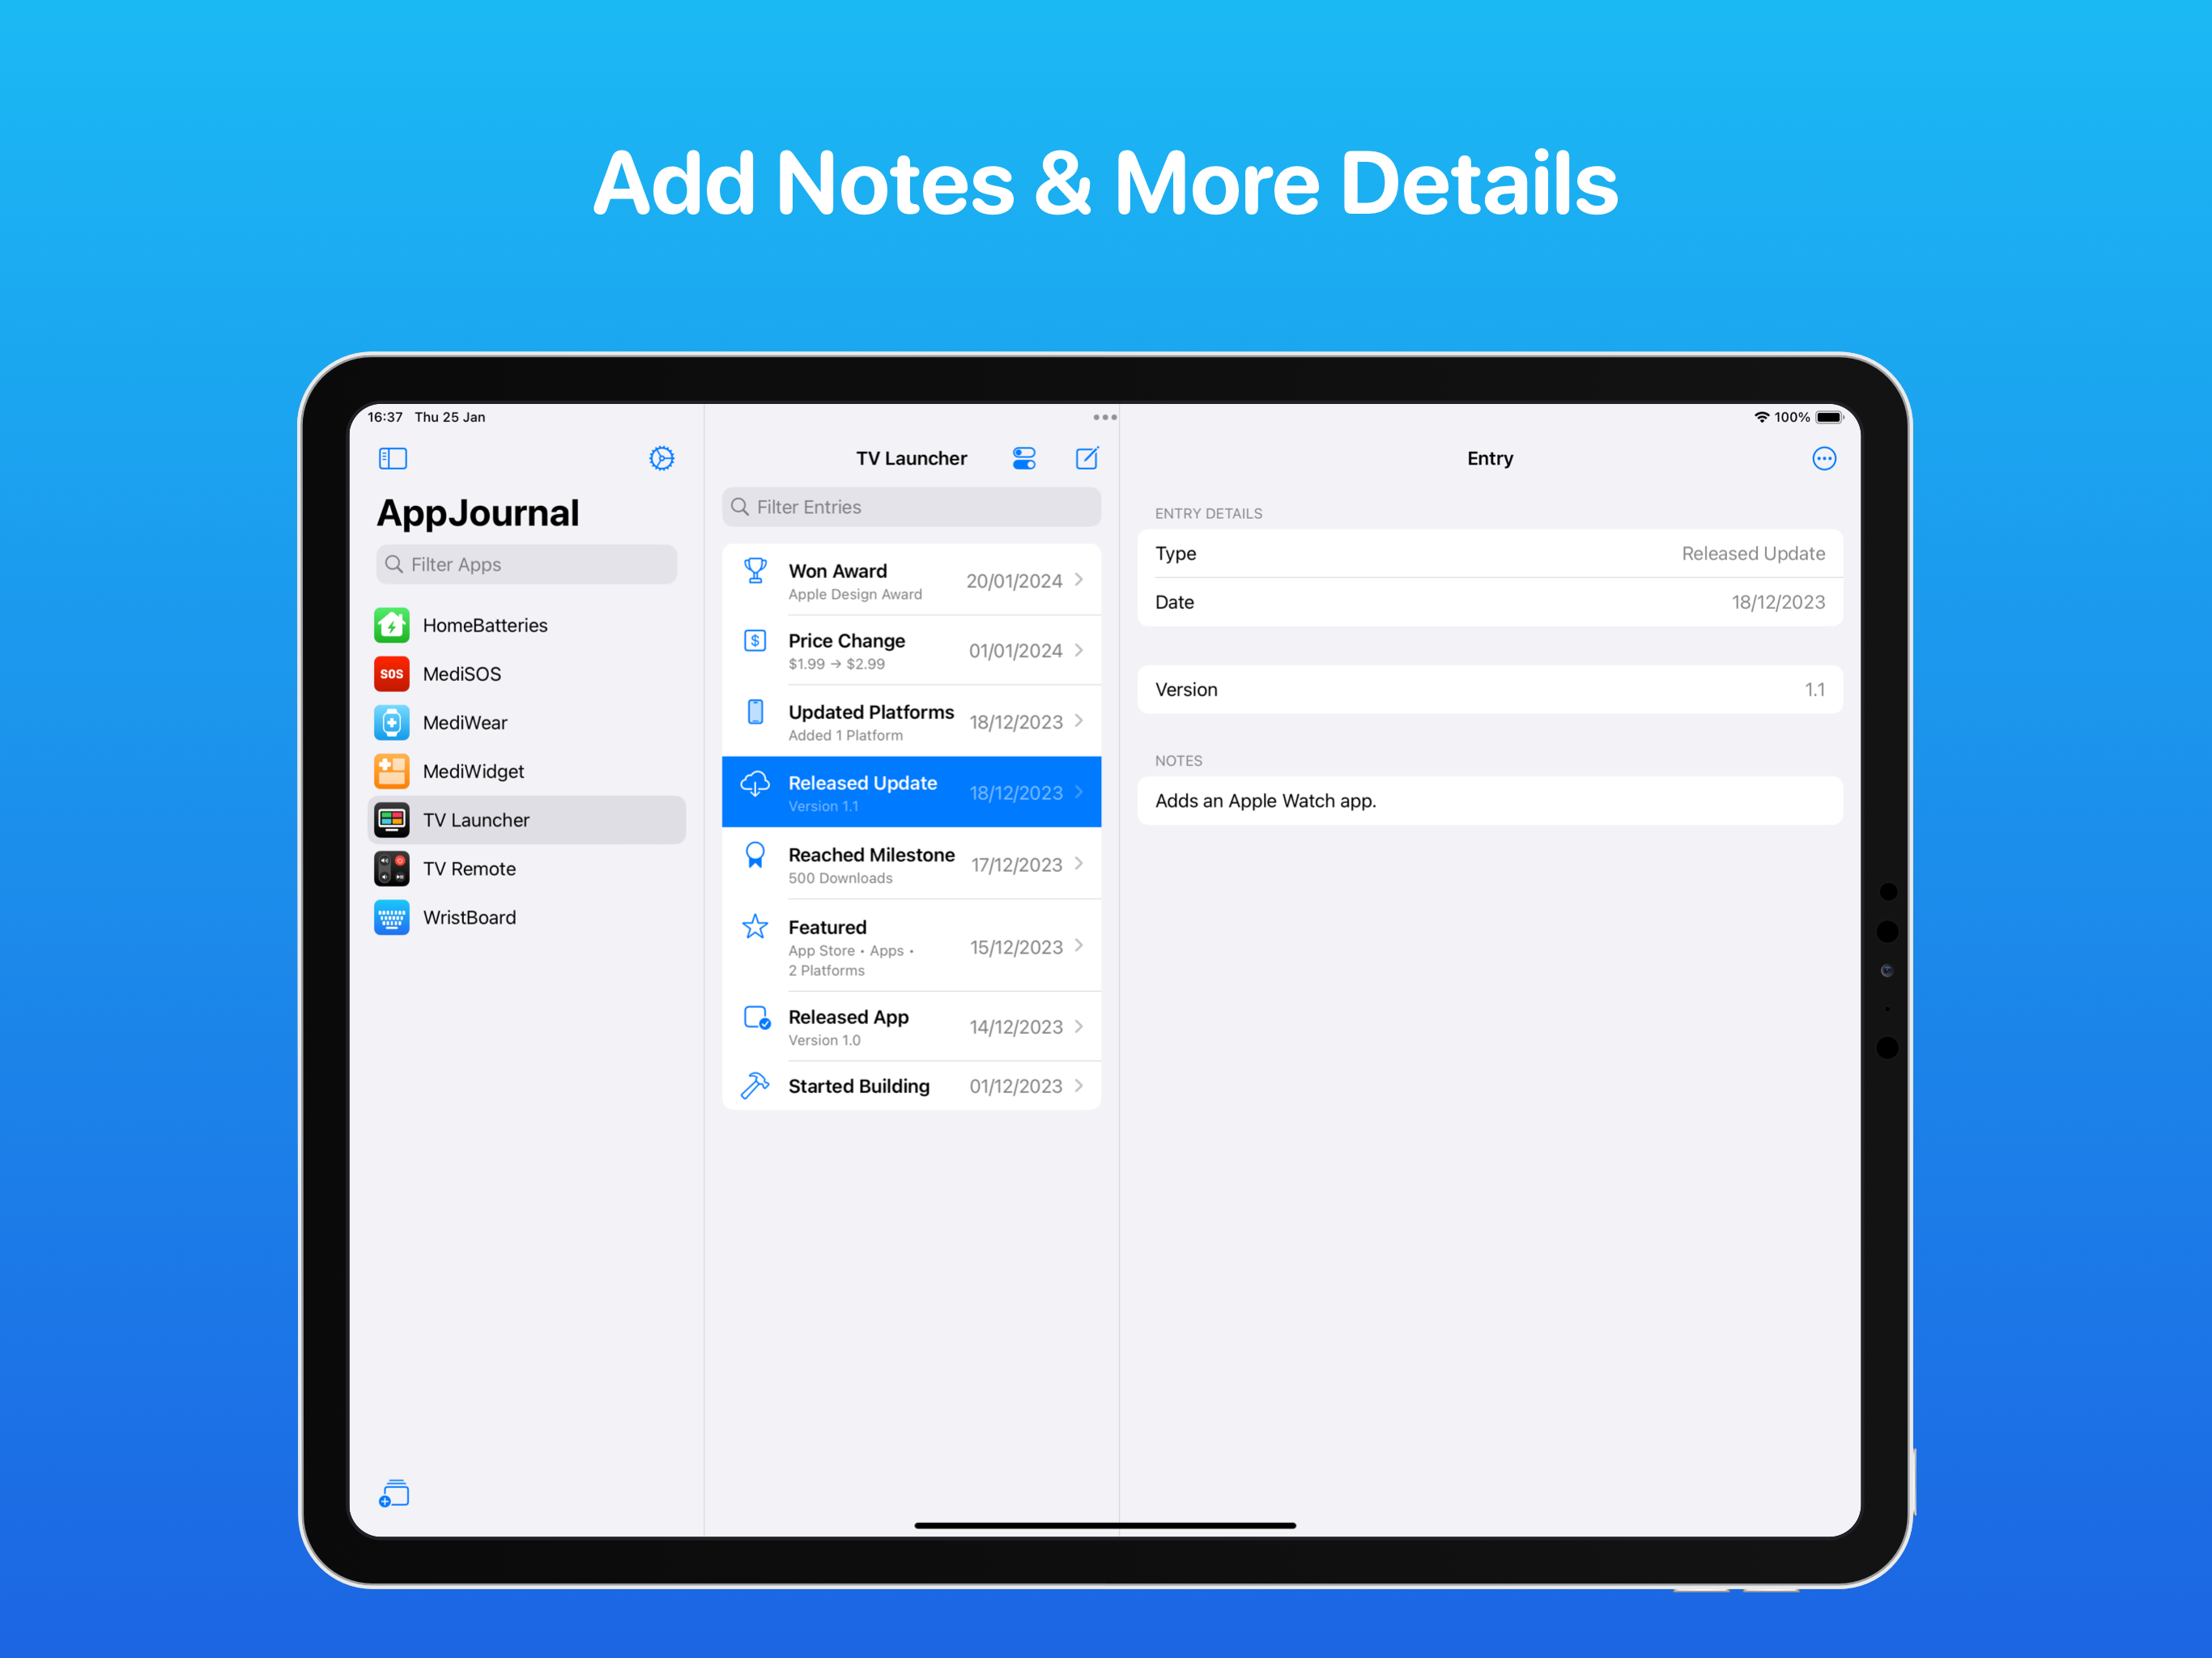 Add Notes & More Details
16:37 Thu 25 Jan
100%
AppJournal
Filter Apps
HomeBatteries
SOS
MediSOS
MediWear
MediWidget
TV Launcher
TV Remote
WristBoard
TV Launcher
Filter Entries
Won Award
Apple Design Award
20/01/2024
$
Price Change
$1.99 → $2.99
01/01/2024
Updated Platforms
Added 1 Platform
18/12/2023
Released Update
Version 1.1
18/12/2023
Reached Milestone
500 Downloads
17/12/2023
Featured
App Store • Apps •
2 Platforms
15/12/2023
Released App
Version 1.0
14/12/2023
Started Building
01/12/2023
Entry
ENTRY DETAILS
Type Released Update
Date 18/12/2023
Version 1.1
NOTES
Adds an Apple Watch app.